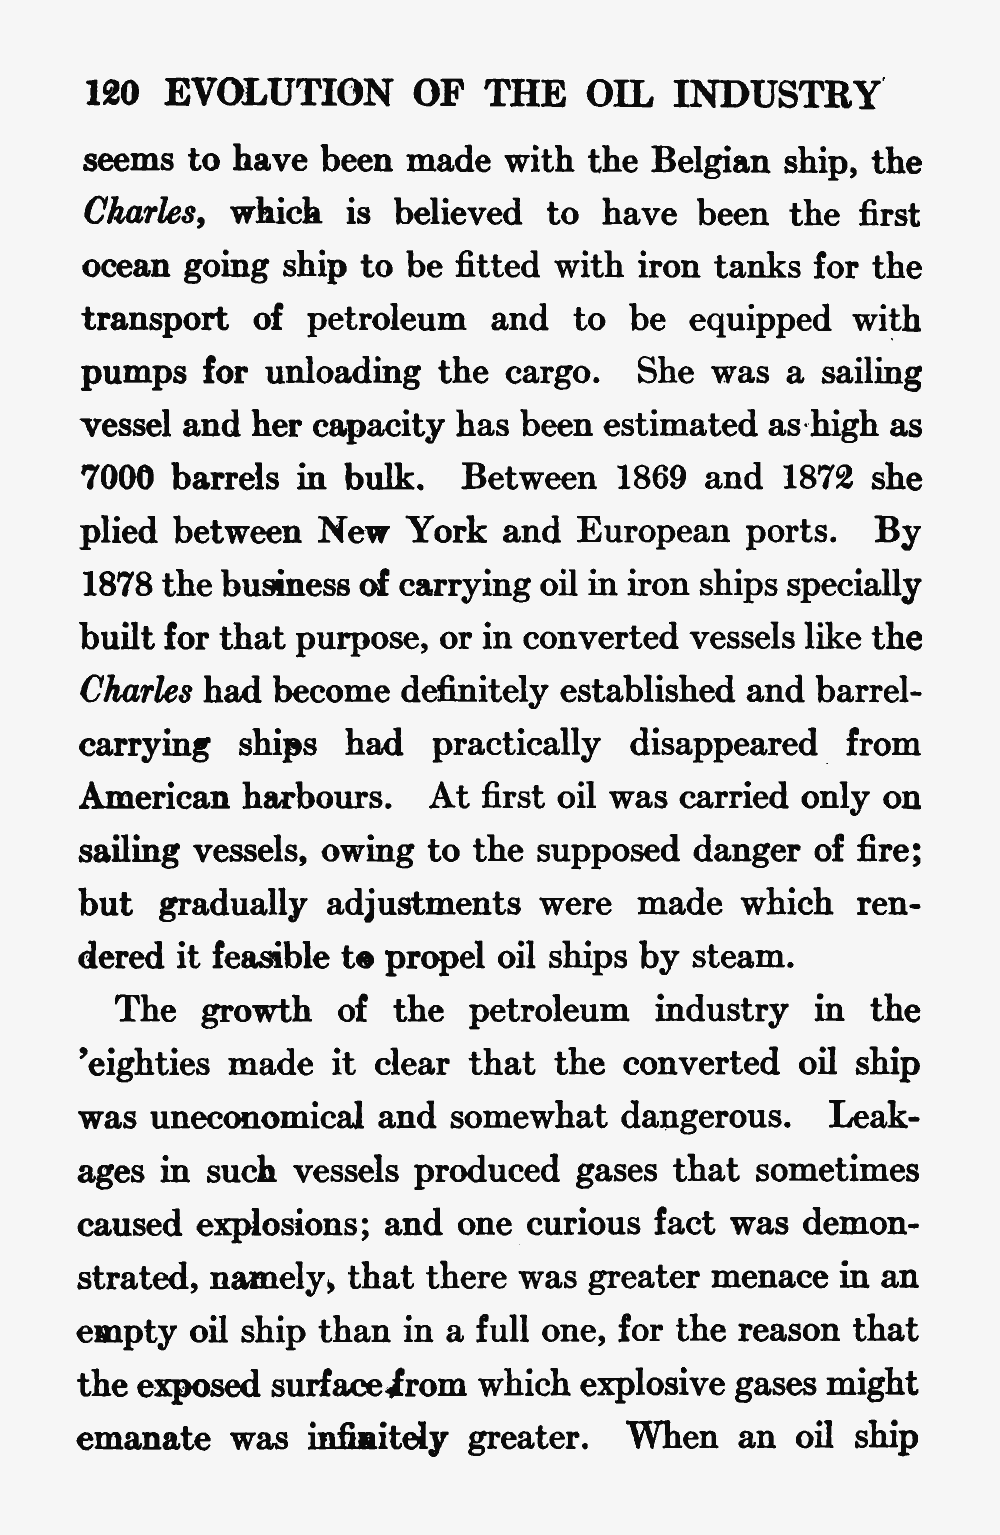 120 EVOLUTION OF THE OIL INDUSTRY
seems to have been made with the Belgian ship, the
Charles, which is believed to have been the first
ocean going ship to be fitted with iron tanks for the
transport of petroleum and to be equipped with
pumps for unloading the cargo. She was a sailing
vessel and her capacity has been estimated as high as
7000 barrels in bulk. Between 1869 and 1872 she
plied between New York and European ports. By
1878 the business of carrying oil in iron ships specially
built for that purpose, or in converted vessels like the
Charles had become definitely established and barrel-
carrying ships had practically disappeared from
American harbours. At first oil was carried only on
sailing vessels, owing to the supposed danger of fire;
but gradually adjustments were made which ren-
dered it feasible to propel oil ships by steam.
The growth of the petroleum industry in the
’eighties made it clear that the converted oil ship
was uneconomical and somewhat dangerous. Leak-
ages in such vessels produced gases that sometimes
caused explosions; and one curious fact was demon-
strated, namely, that there was greater menace in an
empty oil ship than in a full one, for the reason that
the exposed surface from which explosive gases might
emanate was infinitely greater. When an oil ship